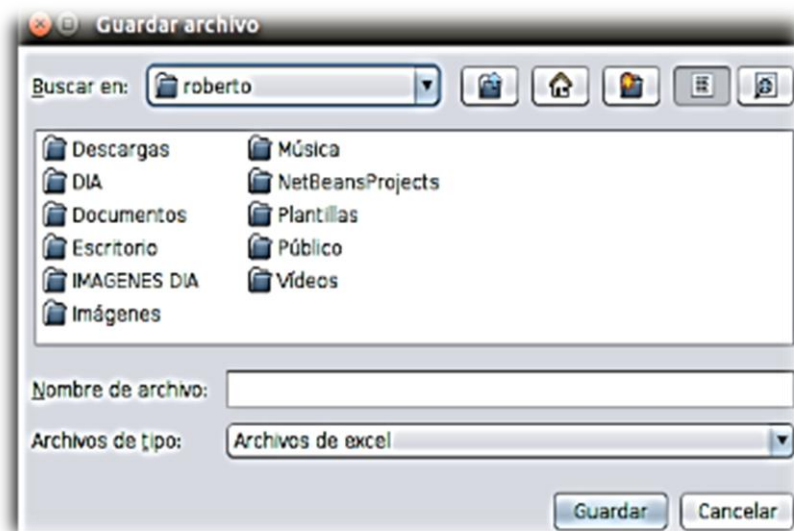 Guardar archivo
Buscar en: roberto
Descargas
DIA
Documentos
Escritorio
IMAGENES DIA
Imágenes
Música
NetBeansProjects
Plantillas
Público
Vídeos
Nombre de archivo:
Archivos de tipo: Archivos de excel
Guardar Cancelar